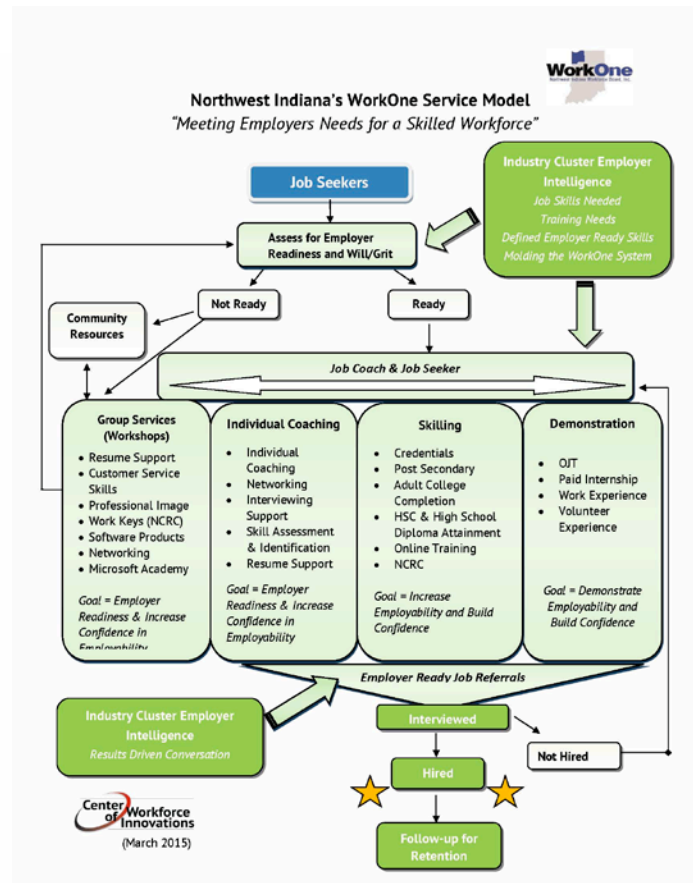 WorkOne
Northwest Indiana Workforce Board, Inc.
Northwest Indiana's WorkOne Service Model
"Meeting Employers Needs for a Skilled Workforce"
Industry Cluster Employer
Intelligence
Job Skills Needed
Training Needs
Defined Employer Ready Skills
Molding the WorkOne System
Job Seekers
Assess for Employer
Readiness and Will/Grit
Not Ready
Ready
Community
Resources
Job Coach & Job Seeker
Group Services
(Workshops)
• Resume Support
• Customer Service
Skills
• Professional Image
• Work Keys (NCRC)
• Software Products
• Networking
• Microsoft Academy
Goal = Employer
Readiness & Increase
Confidence in
Employability
Individual Coaching
• Individual
Coaching
• Networking
• Interviewing
Support
• Skill Assessment
& Identification
• Resume Support
Goal = Employer
Readiness & Increase
Confidence in
Employability
Skilling
• Credentials
• Post Secondary
• Adult College
Completion
• HSC & High School
Diploma Attainment
• Online Training
• NCRC
Goal = Increase
Employability and Build
Confidence
Demonstration
• OJT
• Paid Internship
• Work Experience
• Volunteer
Experience
Goal = Demonstrate
Employability and
Build Confidence
Employer Ready Job Referrals
Industry Cluster Employer
Intelligence
Results Driven Conversation
Interviewed
Not Hired
Hired
Follow-up for
Retention
Center
of Workforce
Innovations
(March 2015)